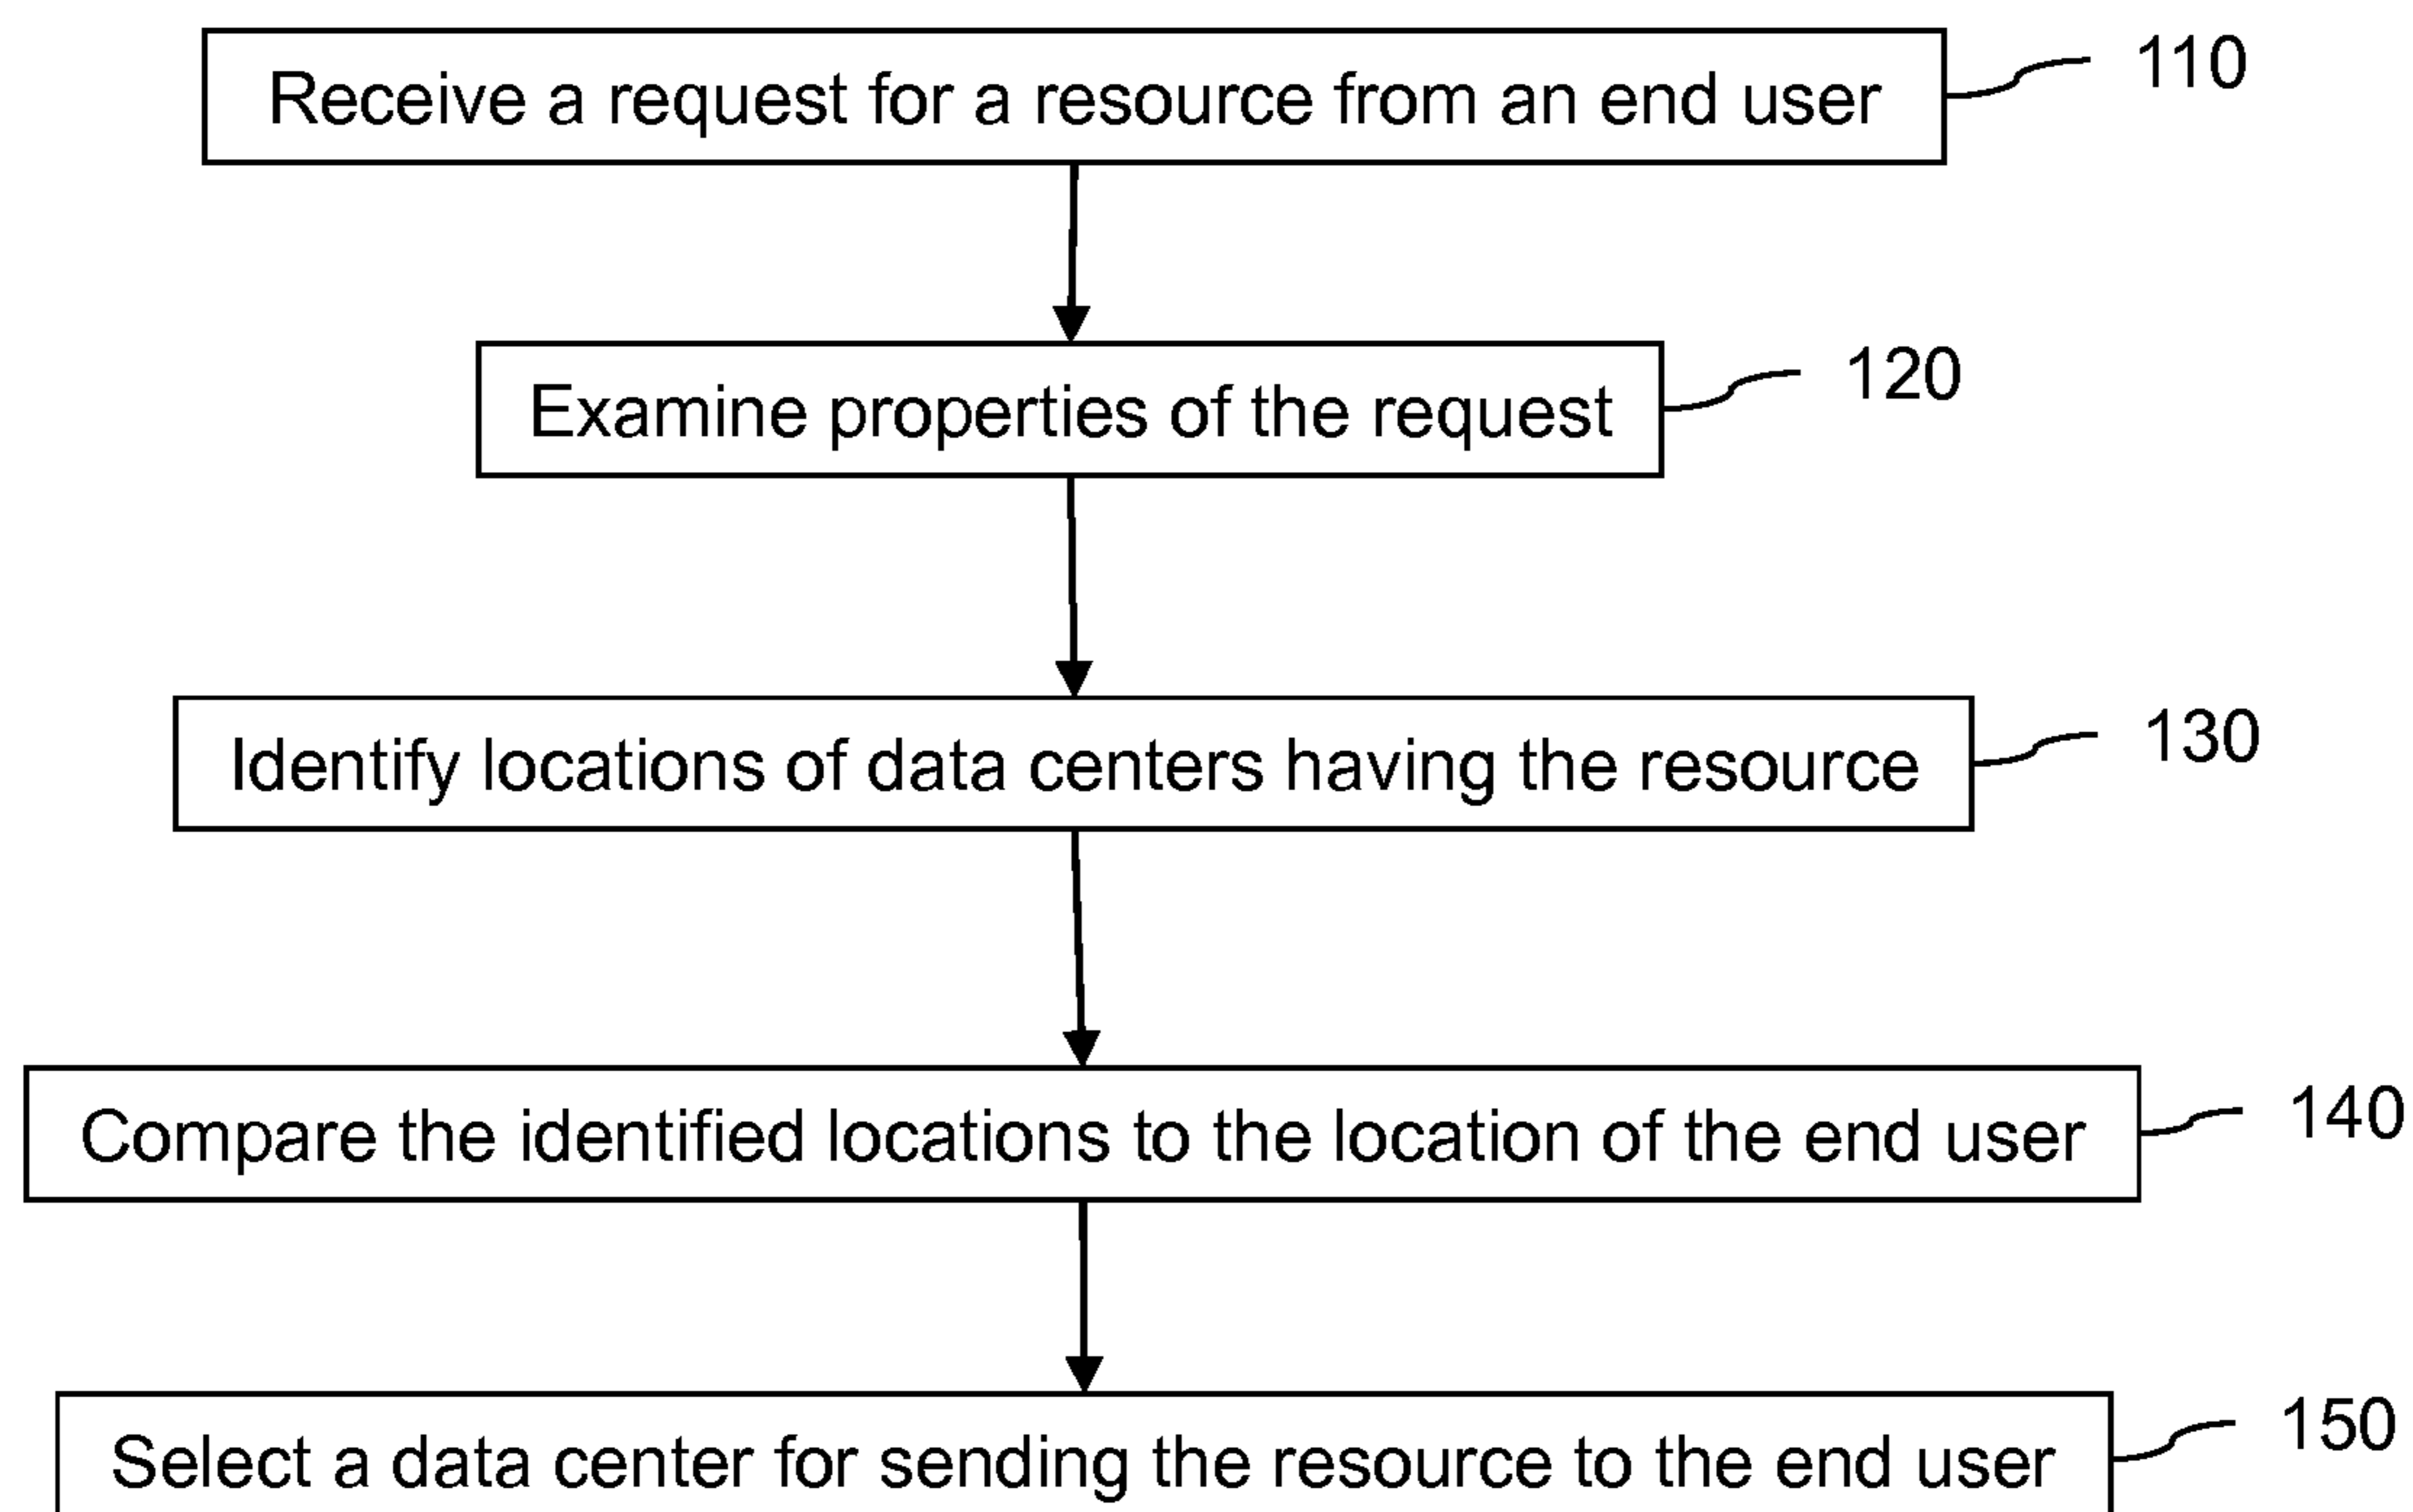 Receive a request for a resource from an end user
110
Examine properties of the request
120
Identify locations of data centers having the resource
130
Compare the identified locations to the location of the end user
140
Select a data center for sending the resource to the end user
150